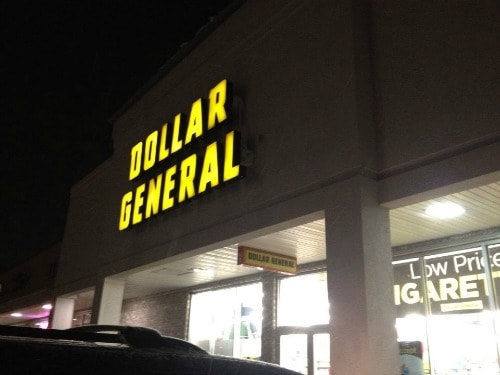 DOLLAR
GENERAL
DOLLAR GENERAL
Low Price
IGARET